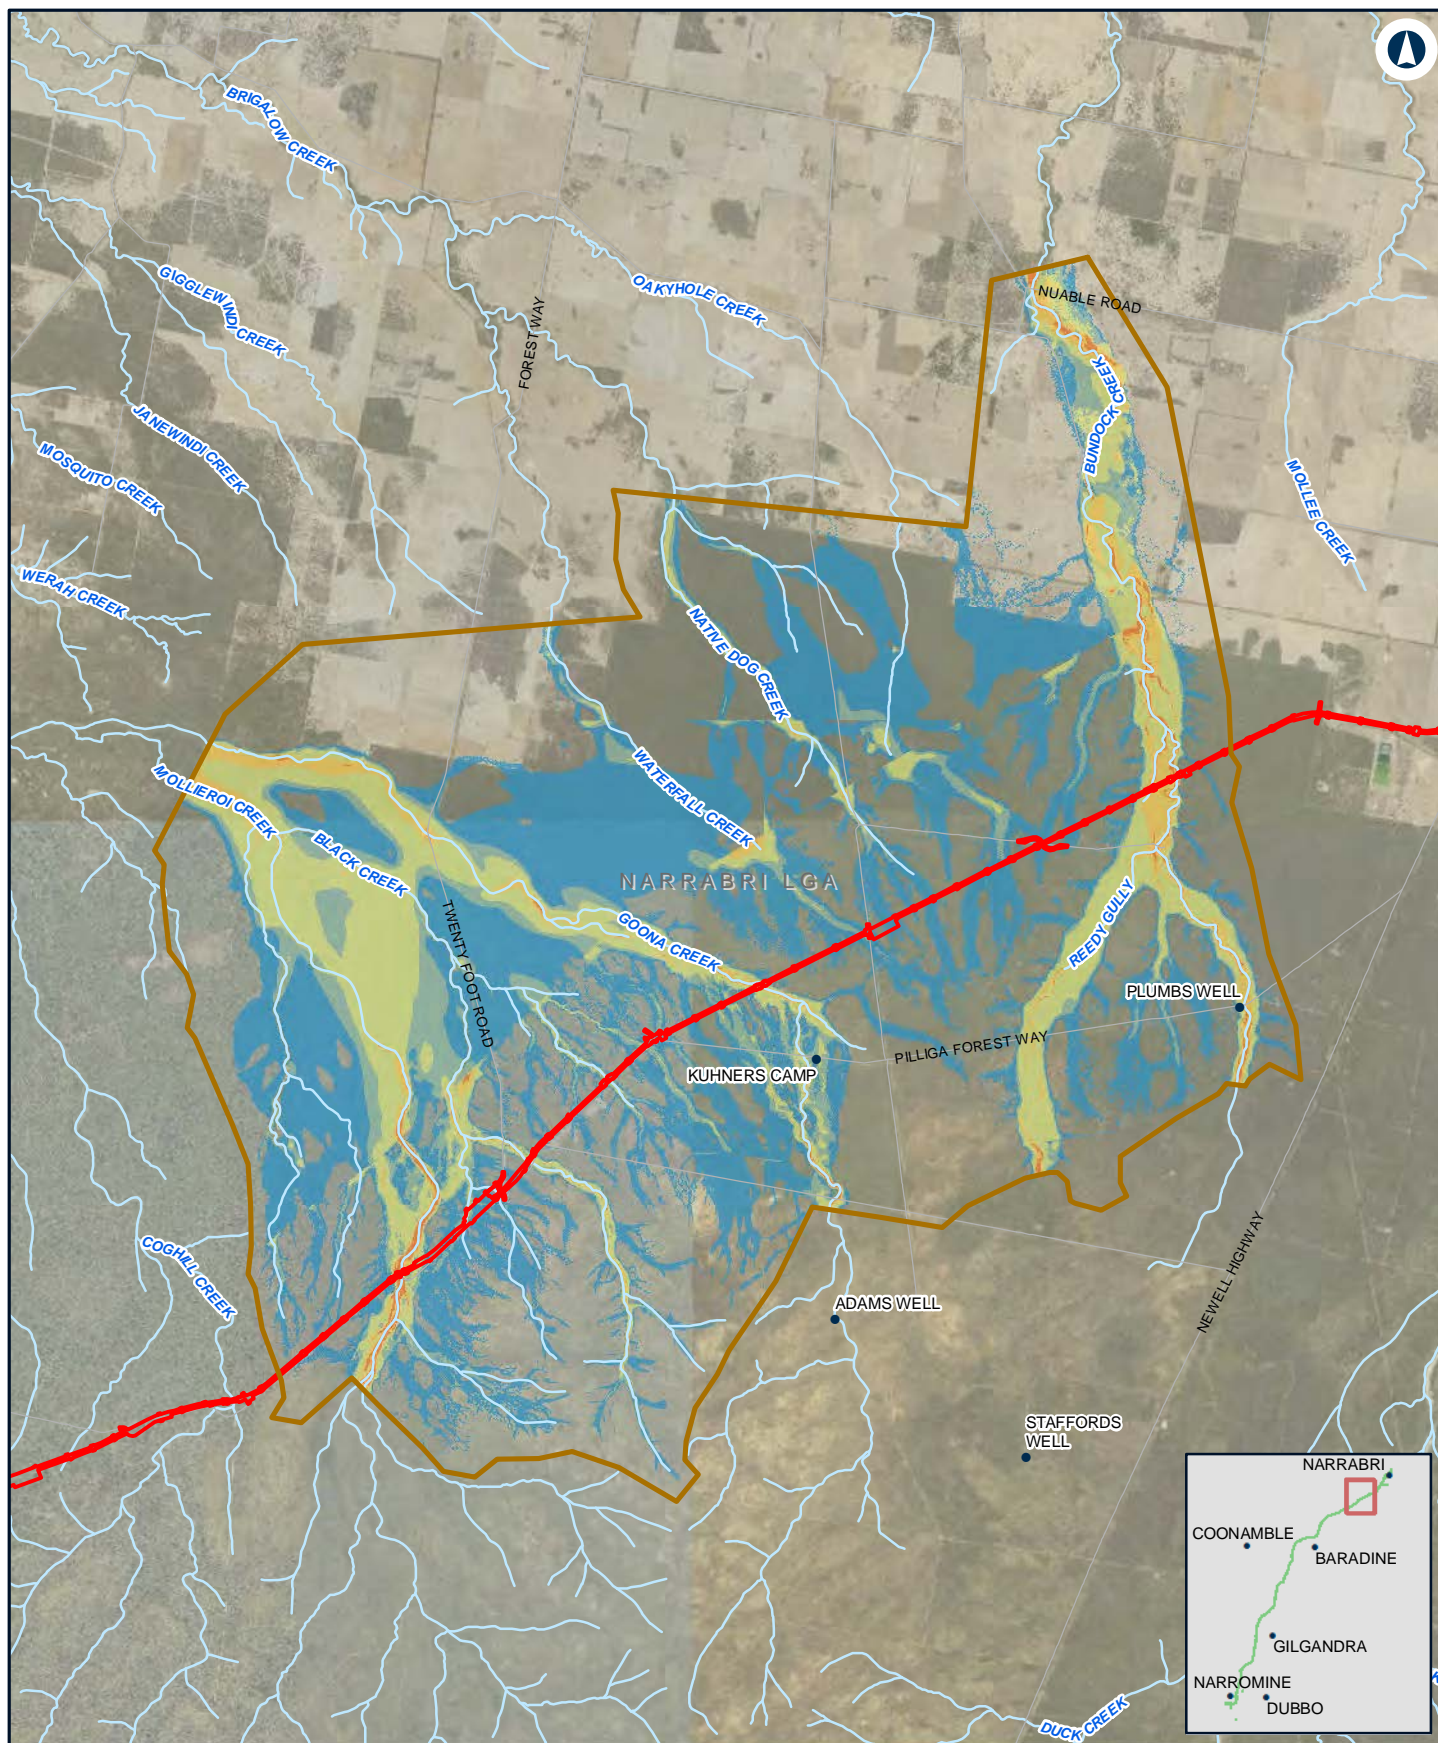 BRIGALOW CREEK
GIGGLEWINDI CREEK
OAKYHOLE CREEK
NUABLE ROAD
FOREST WAY
BUNDOCK CREEK
JANEWINDI CREEK
MOSQUITO CREEK
MOLLEE CREEK
WERAH CREEK
NATIVE DOG CREEK
WATERFALL CREEK
MOLLIEROI CREEK
BLACK CREEK
NARRABRI LGA
TWENTY FOOT ROAD
GOONA CREEK
REEDY GULLY
PLUMBS WELL
PILLIGA FOREST WAY
KUHNERS CAMP
COGHILL CREEK
NEWELL HIGHWAY
ADAMS WELL
STAFFORDS
WELL
NARRABRI
COONAMBLE
BARADINE
GILGANDRA
NARROMINE
DUBBO
DUCK CREEK